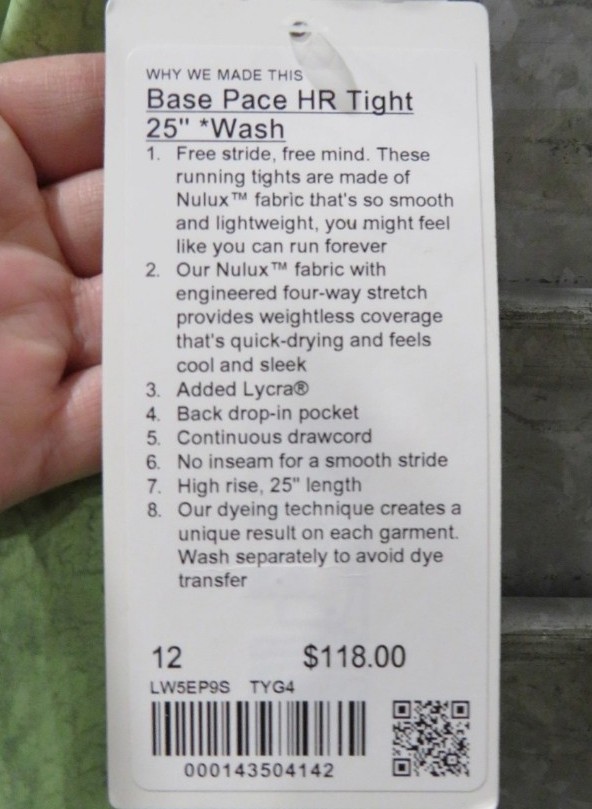 WHY WE MADE THIS
Base Pace HR Tight
25" *Wash
1. Free stride, free mind. These
running tights are made of
Nulux™ fabric that's so smooth
and lightweight, you might feel
like you can run forever
2. Our Nulux™ fabric with
engineered four-way stretch
provides weightless coverage
that's quick-drying and feels
cool and sleek
3. Added Lycra®
4. Back drop-in pocket
5. Continuous drawcord
6. No inseam for a smooth stride
7. High rise, 25" length
8. Our dyeing technique creates a
unique result on each garment.
Wash separately to avoid dye
transfer
12 $118.00
LW5EP9S TYG4
000143504142